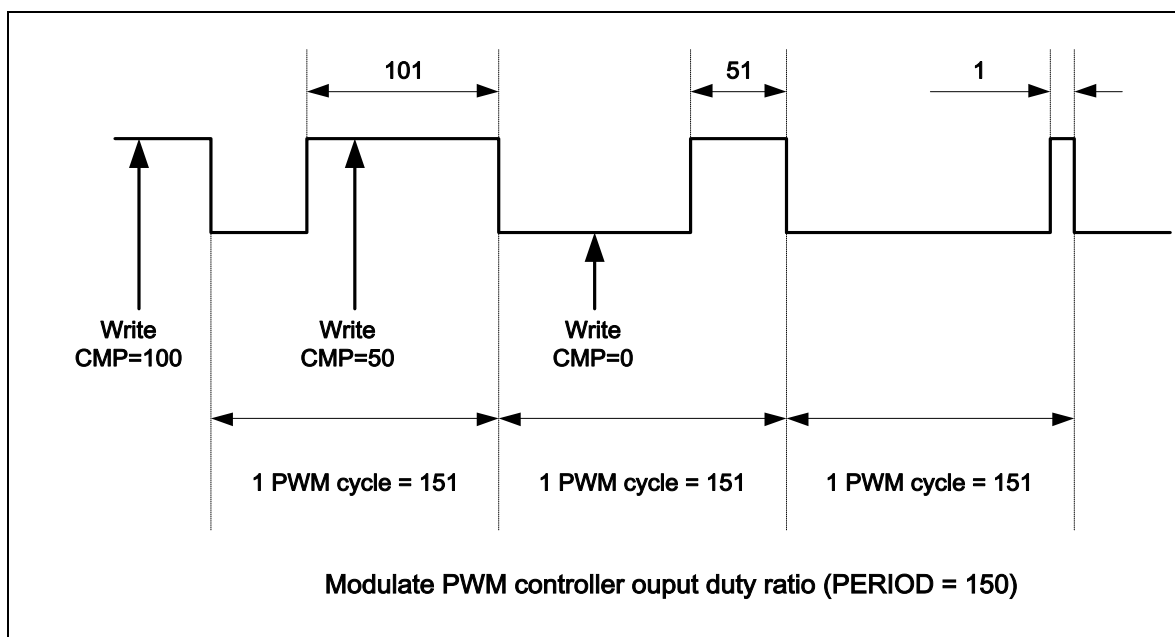 101
51
1
Write
CMP=100
Write
CMP=50
Write
CMP=0
1 PWM cycle = 151
1 PWM cycle = 151
1 PWM cycle = 151
Modulate PWM controller ouput duty ratio (PERIOD = 150)